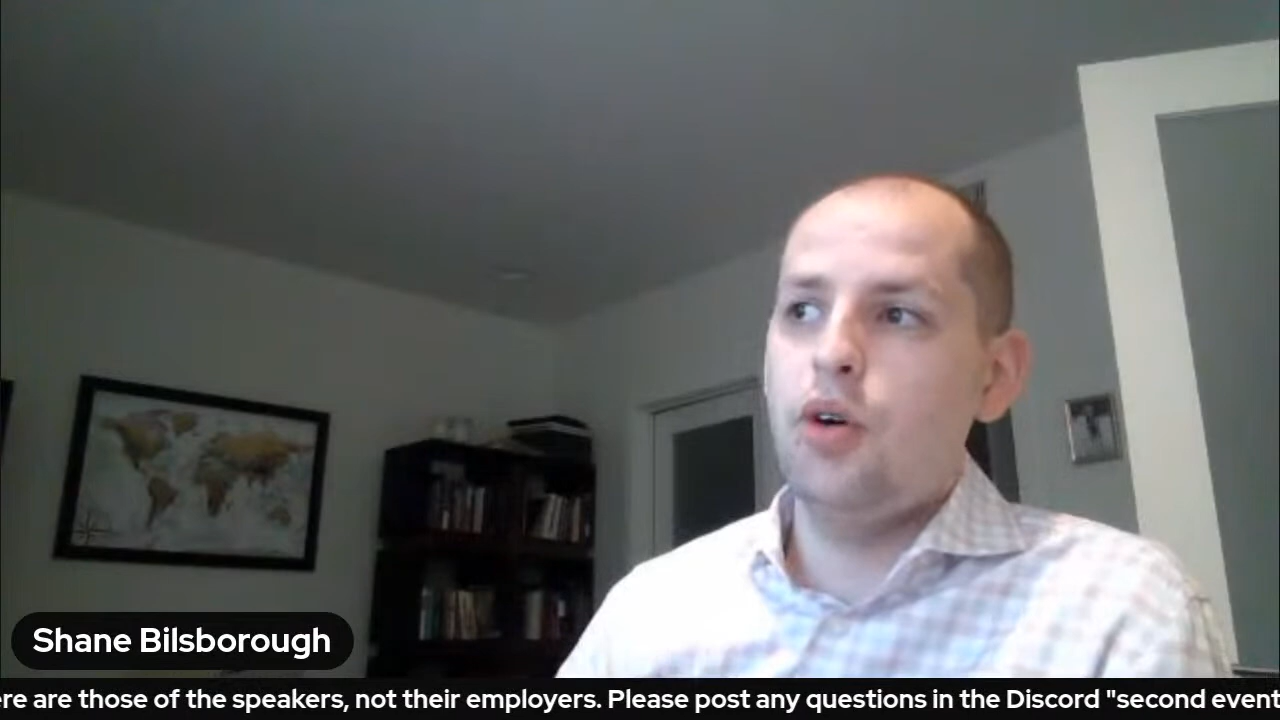 Shane Bilsborough
ere are those of the speakers, not their employers. Please post any questions in the Discord "second event